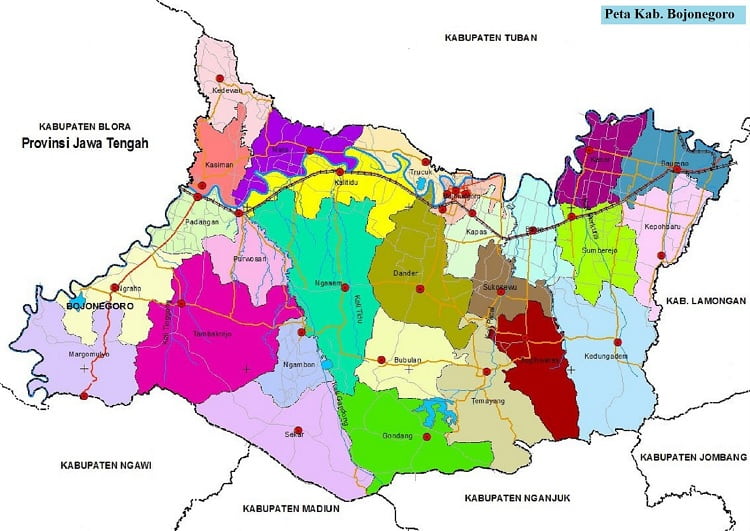 Peta Kab. Bojonegoro
KABUPATEN TUBAN
KABUPATEN BLORA
Provinsi Jawa Tengah
Kedewan
Kasiman
Trucuk
Kalitidu
Baureno
Padangan
Kapas
Kepohbaru
Purwosari
Sumberejo
Ngraho
BOJONEGORO
Ngasem
Dander
Sukosewu
KAB. LAMONGAN
Tambakrejo
Kali Tidu
Margomulyo
Ngambon
Bubulan
Kedungadem
Temayang
Sekar
Gondang
KABUPATEN NGAWI
KABUPATEN MADIUN
KABUPATEN NGANJUK
KABUPATEN JOMBANG